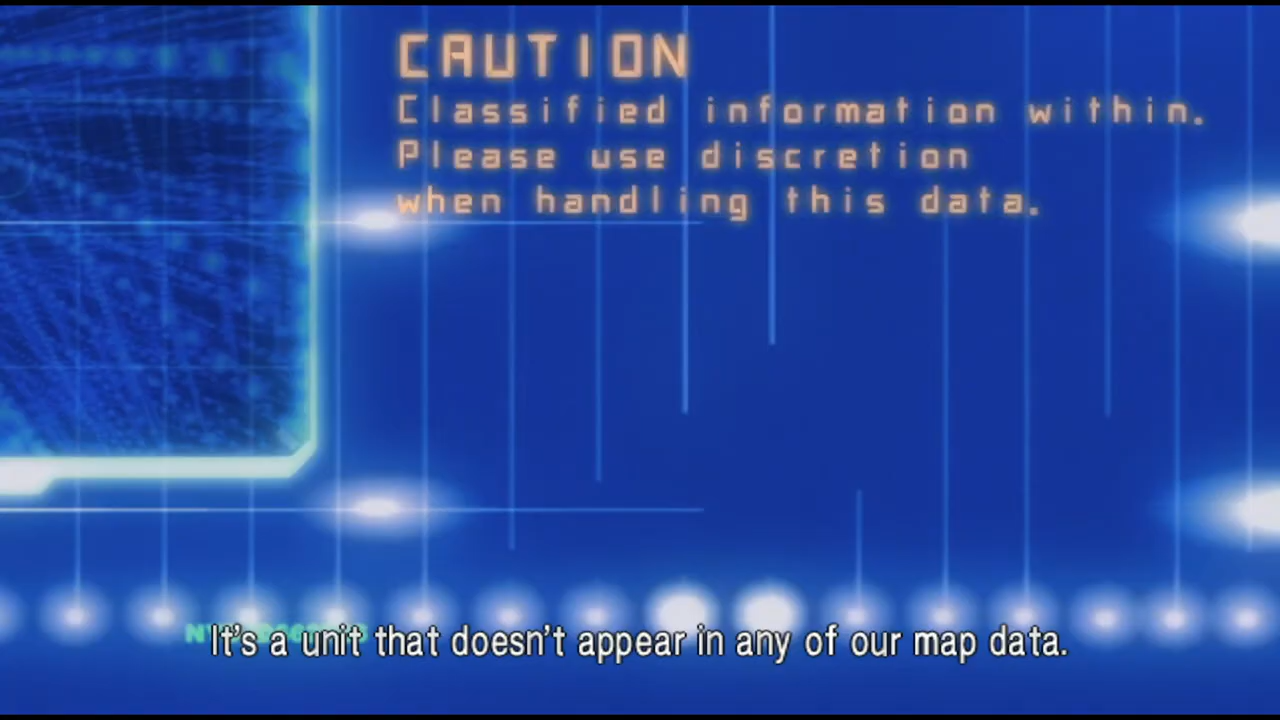 CAUTION
Classified information within.
Please use discretion
when handling this data.
It's a unit that doesn't appear in any of our map data.